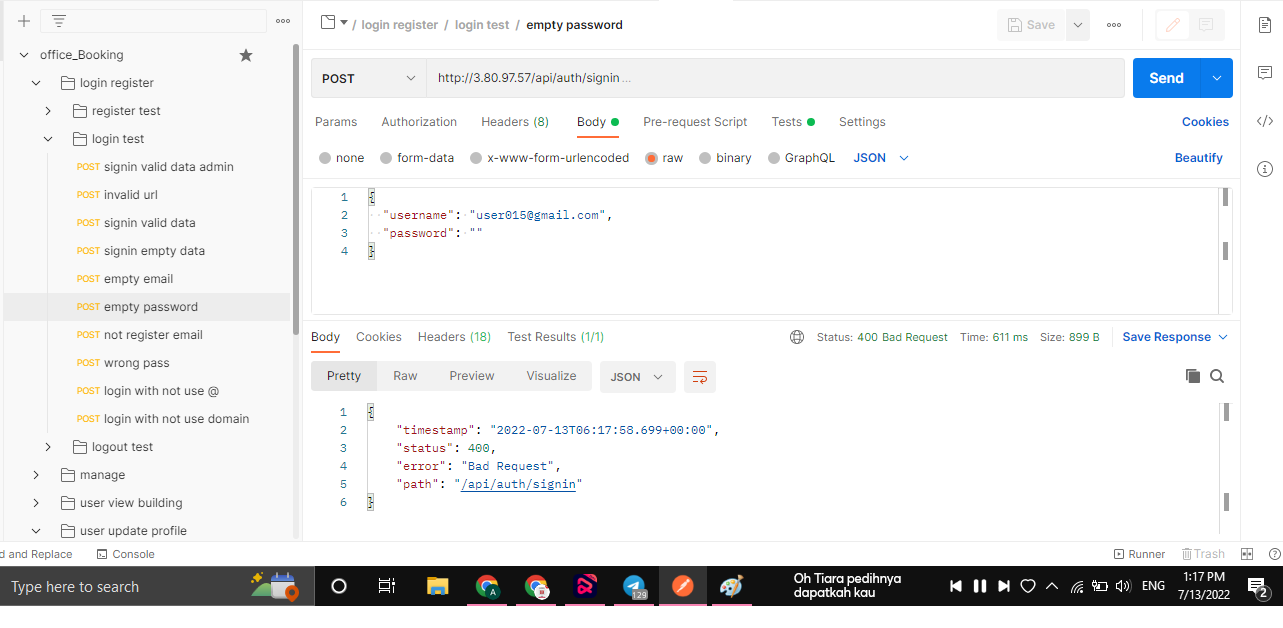 / login register / login test / empty password
Save
office_Booking
login register
register test
login test
POST signin valid data admin
POST invalid url
POST signin valid data
POST signin empty data
POST empty email
POST empty password
POST not register email
POST wrong pass
POST login with not use @
POST login with not use domain
logout test
manage
user view building
user update profile
POST
http://3.80.97.57/api/auth/signin ...
Send
Params
Authorization
Headers (8)
Body
Pre-request Script
Tests
Settings
Cookies
none
form-data
x-www-form-urlencoded
raw
binary
GraphQL
JSON
Beautify
1 {
2 "username": "user015@gmail.com",
3 "password": ""
4 }
Body
Cookies
Headers (18)
Test Results (1/1)
Status: 400 Bad Request
Time: 611 ms
Size: 899 B
Save Response
Pretty
Raw
Preview
Visualize
JSON
1 {
2 "timestamp": "2022-07-13T06:17:58.699+00:00",
3 "status": 400,
4 "error": "Bad Request",
5 "path": "/api/auth/signin"
6 }
d and Replace
Console
Runner
Trash
Type here to search
A
129
Oh Tiara pedihnya
dapatkah kau
ENG
1:17 PM
7/13/2022
2